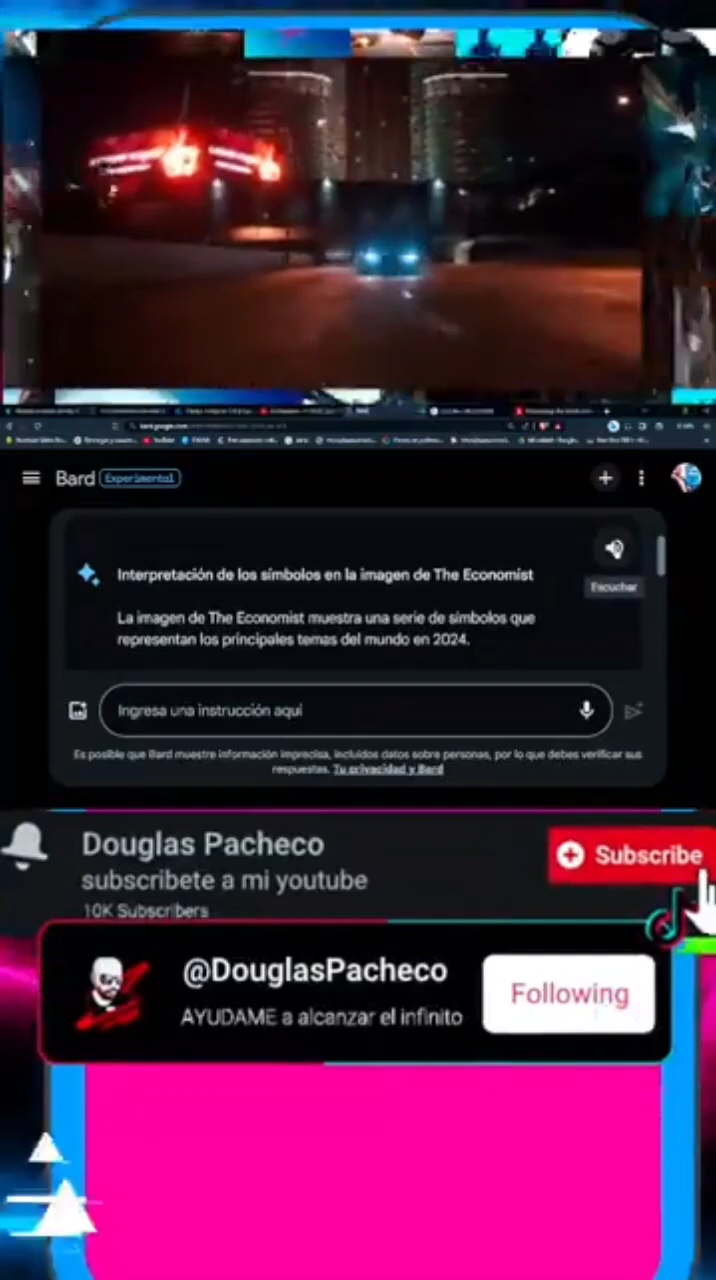 Bard Experimental
Interpretación de los símbolos en la imagen de The Economist
Escuchar
La imagen de The Economist muestra una serie de símbolos que
representan los principales temas del mundo en 2024.
Ingresa una instrucción aquí
Es posible que Bard muestre información imprecisa, incluidos datos sobre personas, por lo que debes verificar sus
respuestas. Tu privacidad y Bard
Douglas Pacheco
Subscribe
subscribete a mi youtube
10K Subscribers
@DouglasPacheco
Following
AYUDAME a alcanzar el infinito